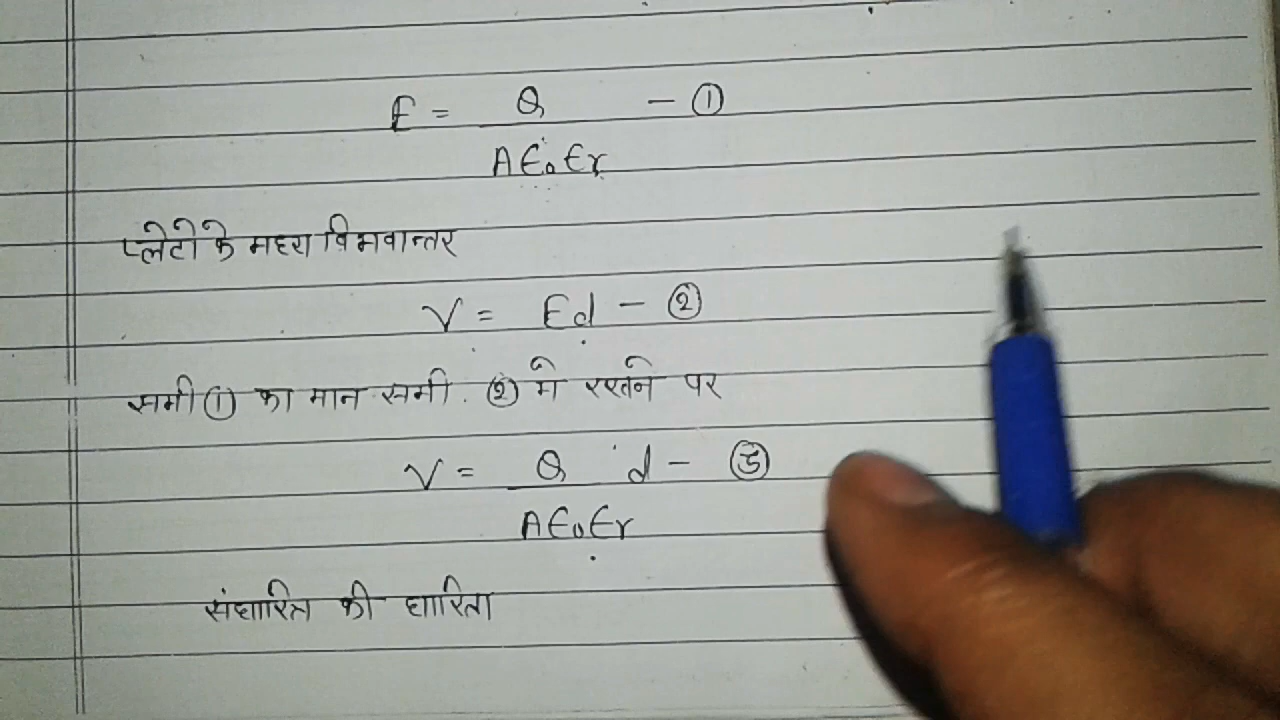 E = Q - ①
Aϵ₀ϵr
प्लेटो के मध्य विभवान्तर
V = Ed - ②
समी ① का मान समी. ② मे रखने पर
V = Q d - ③
Aϵ₀ϵr
संधारित्र की धारिता